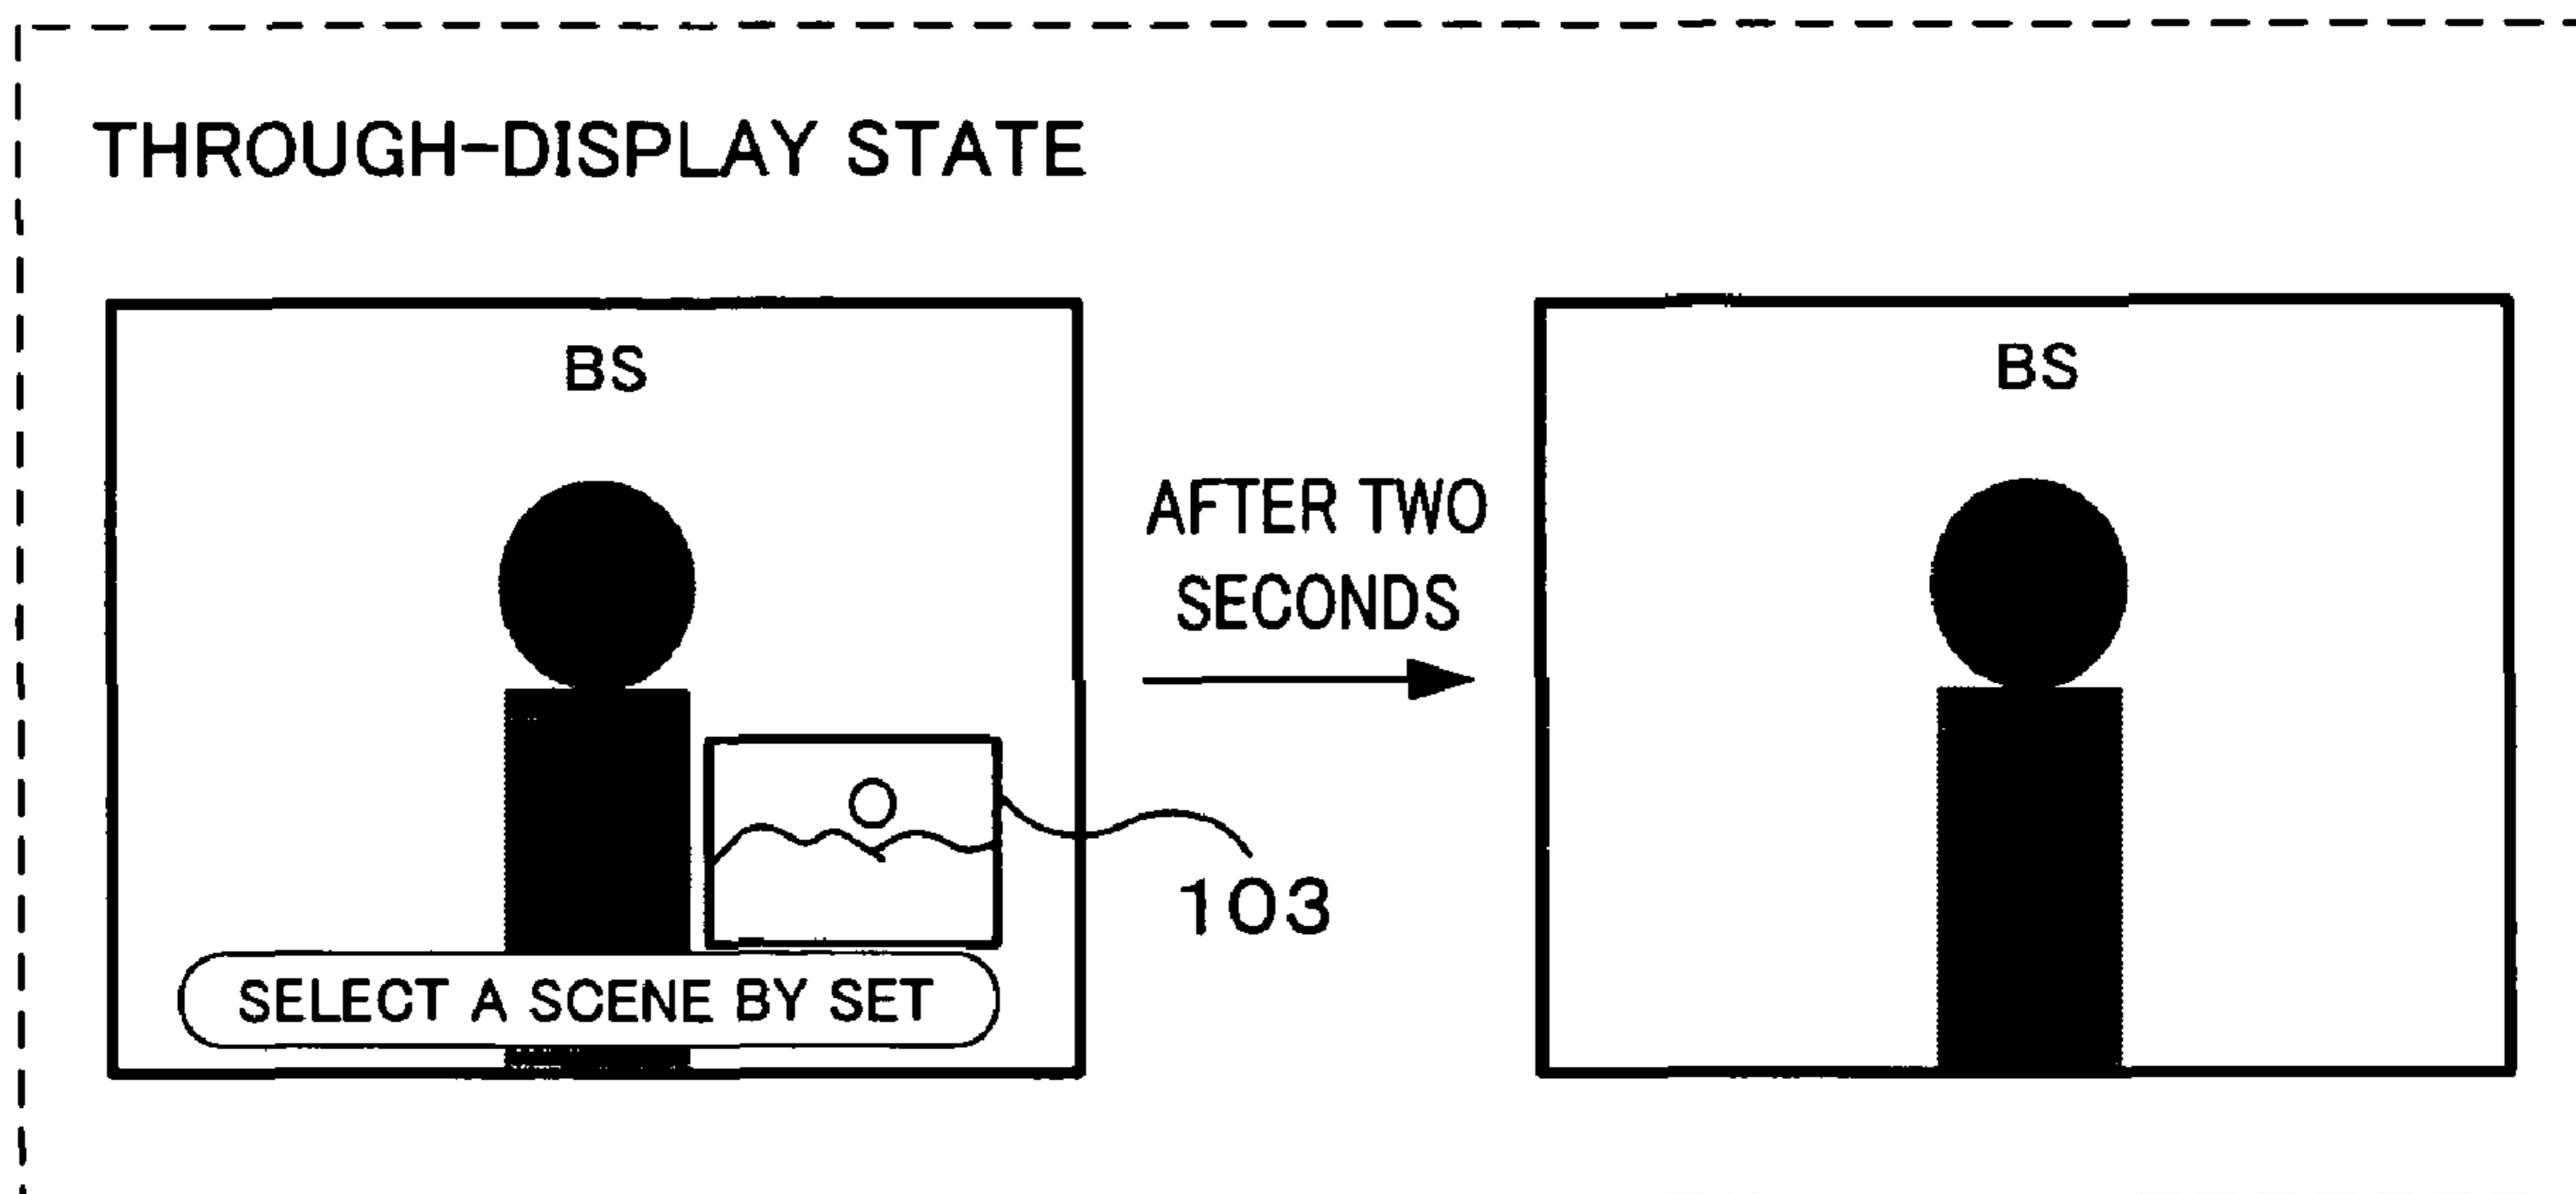 THROUGH-DISPLAY STATE
BS
SELECT A SCENE BY SET
103
AFTER TWO
SECONDS
BS